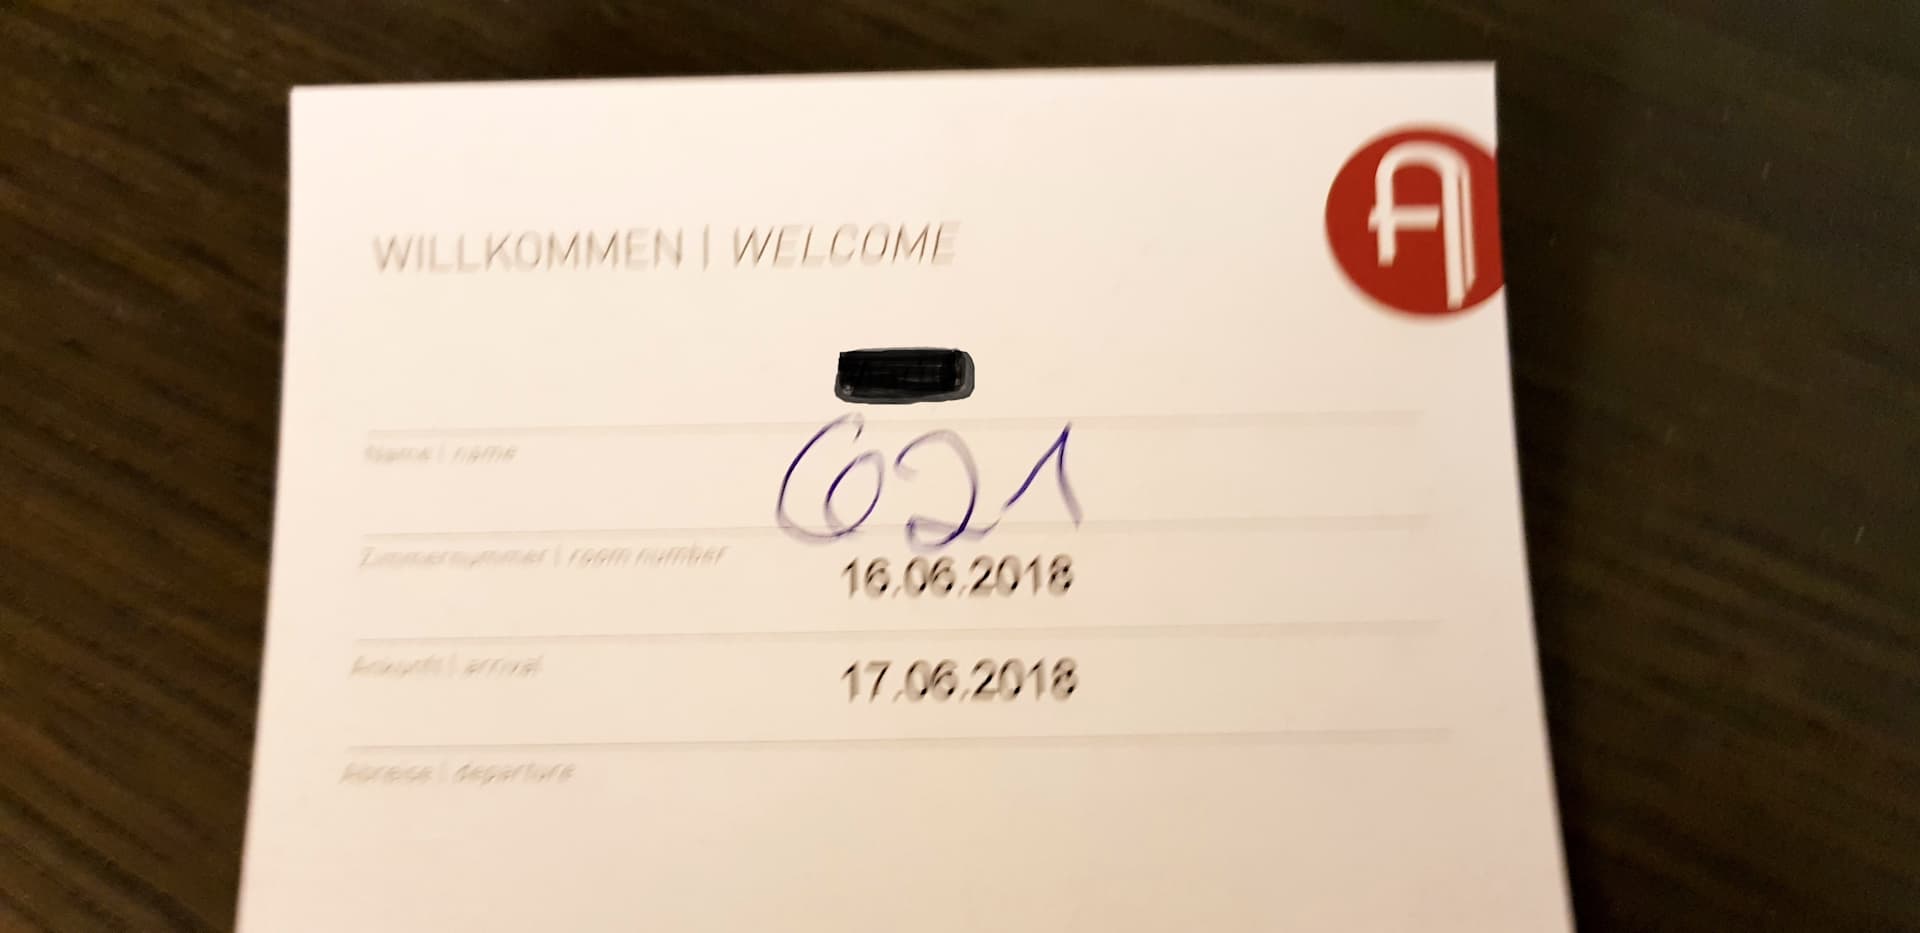 WILLKOMMEN | WELCOME
Name | name
621
Zimmernummer | room number
16.06.2018
Ankunft | arrival
17.06.2018
Abreise | departure